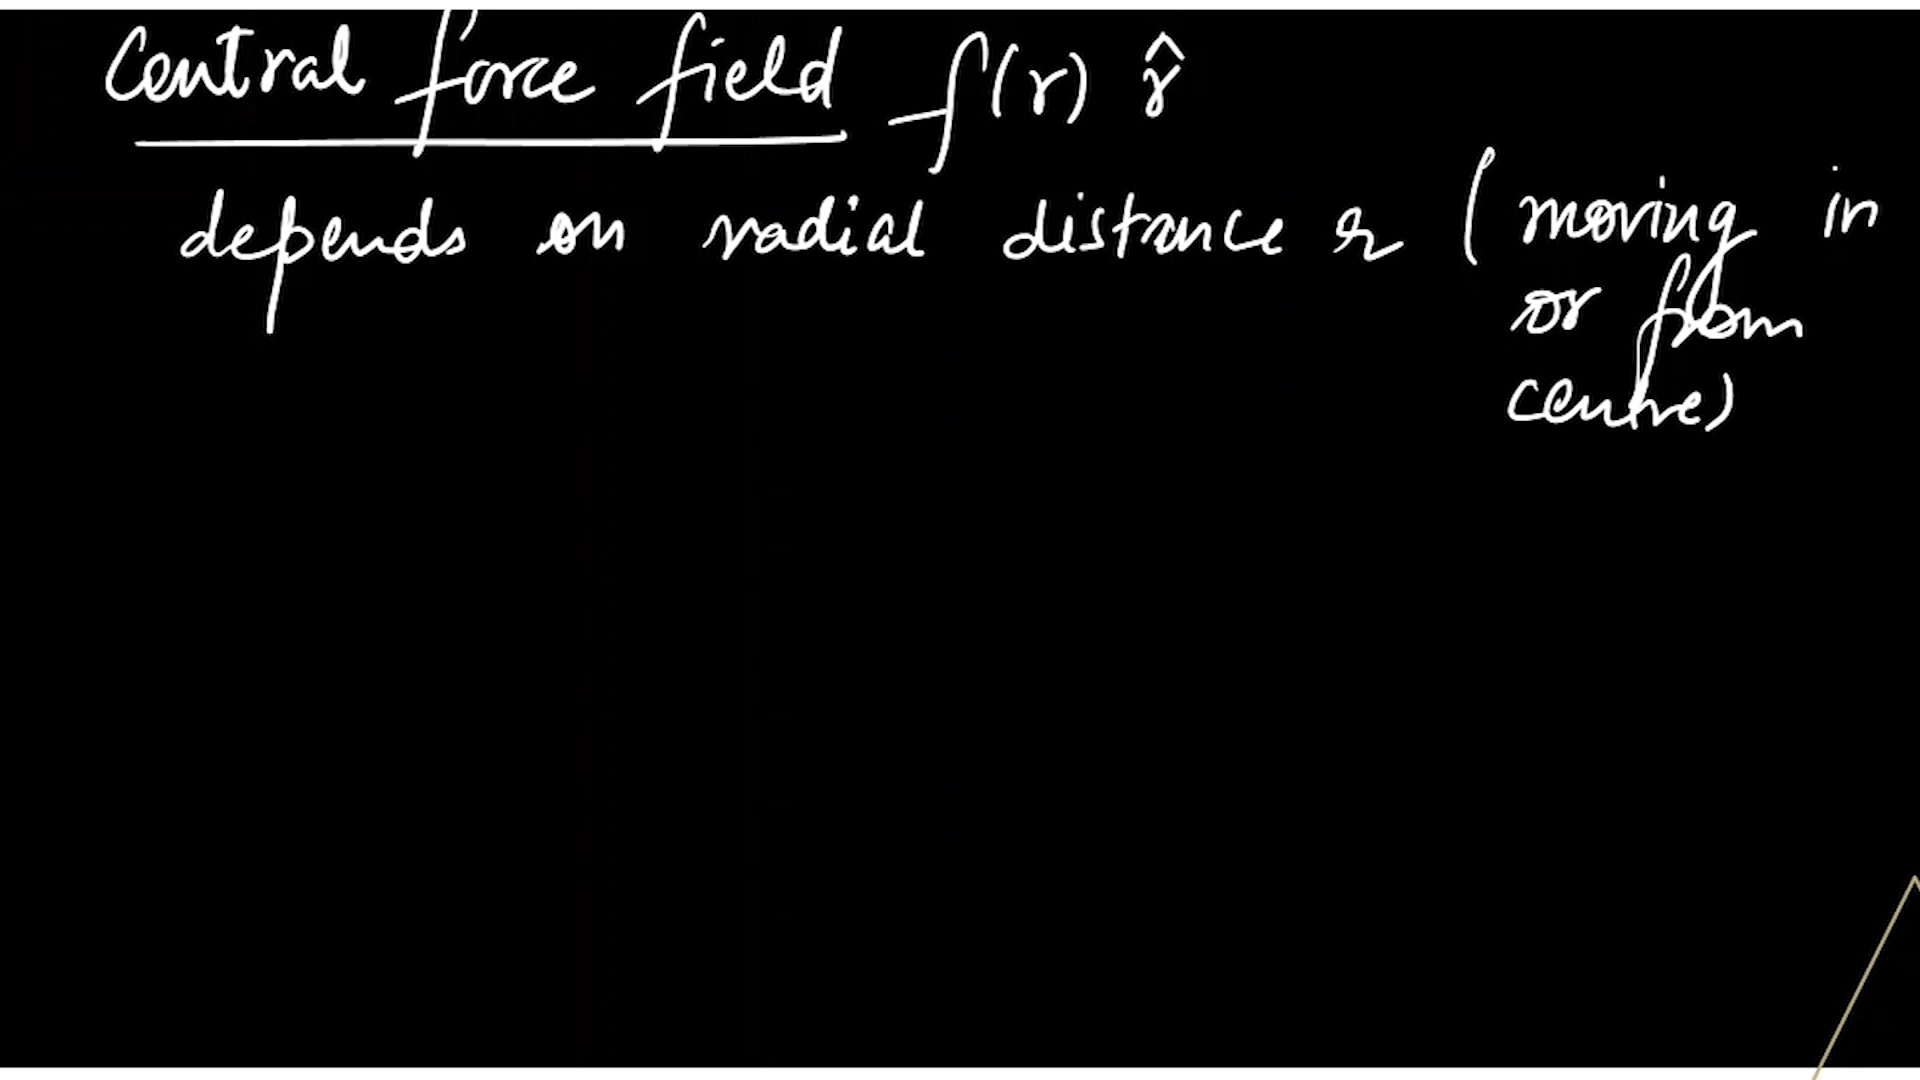 Central force field f(r) r̂
depends on radial distance r (moving in
or from
centre)